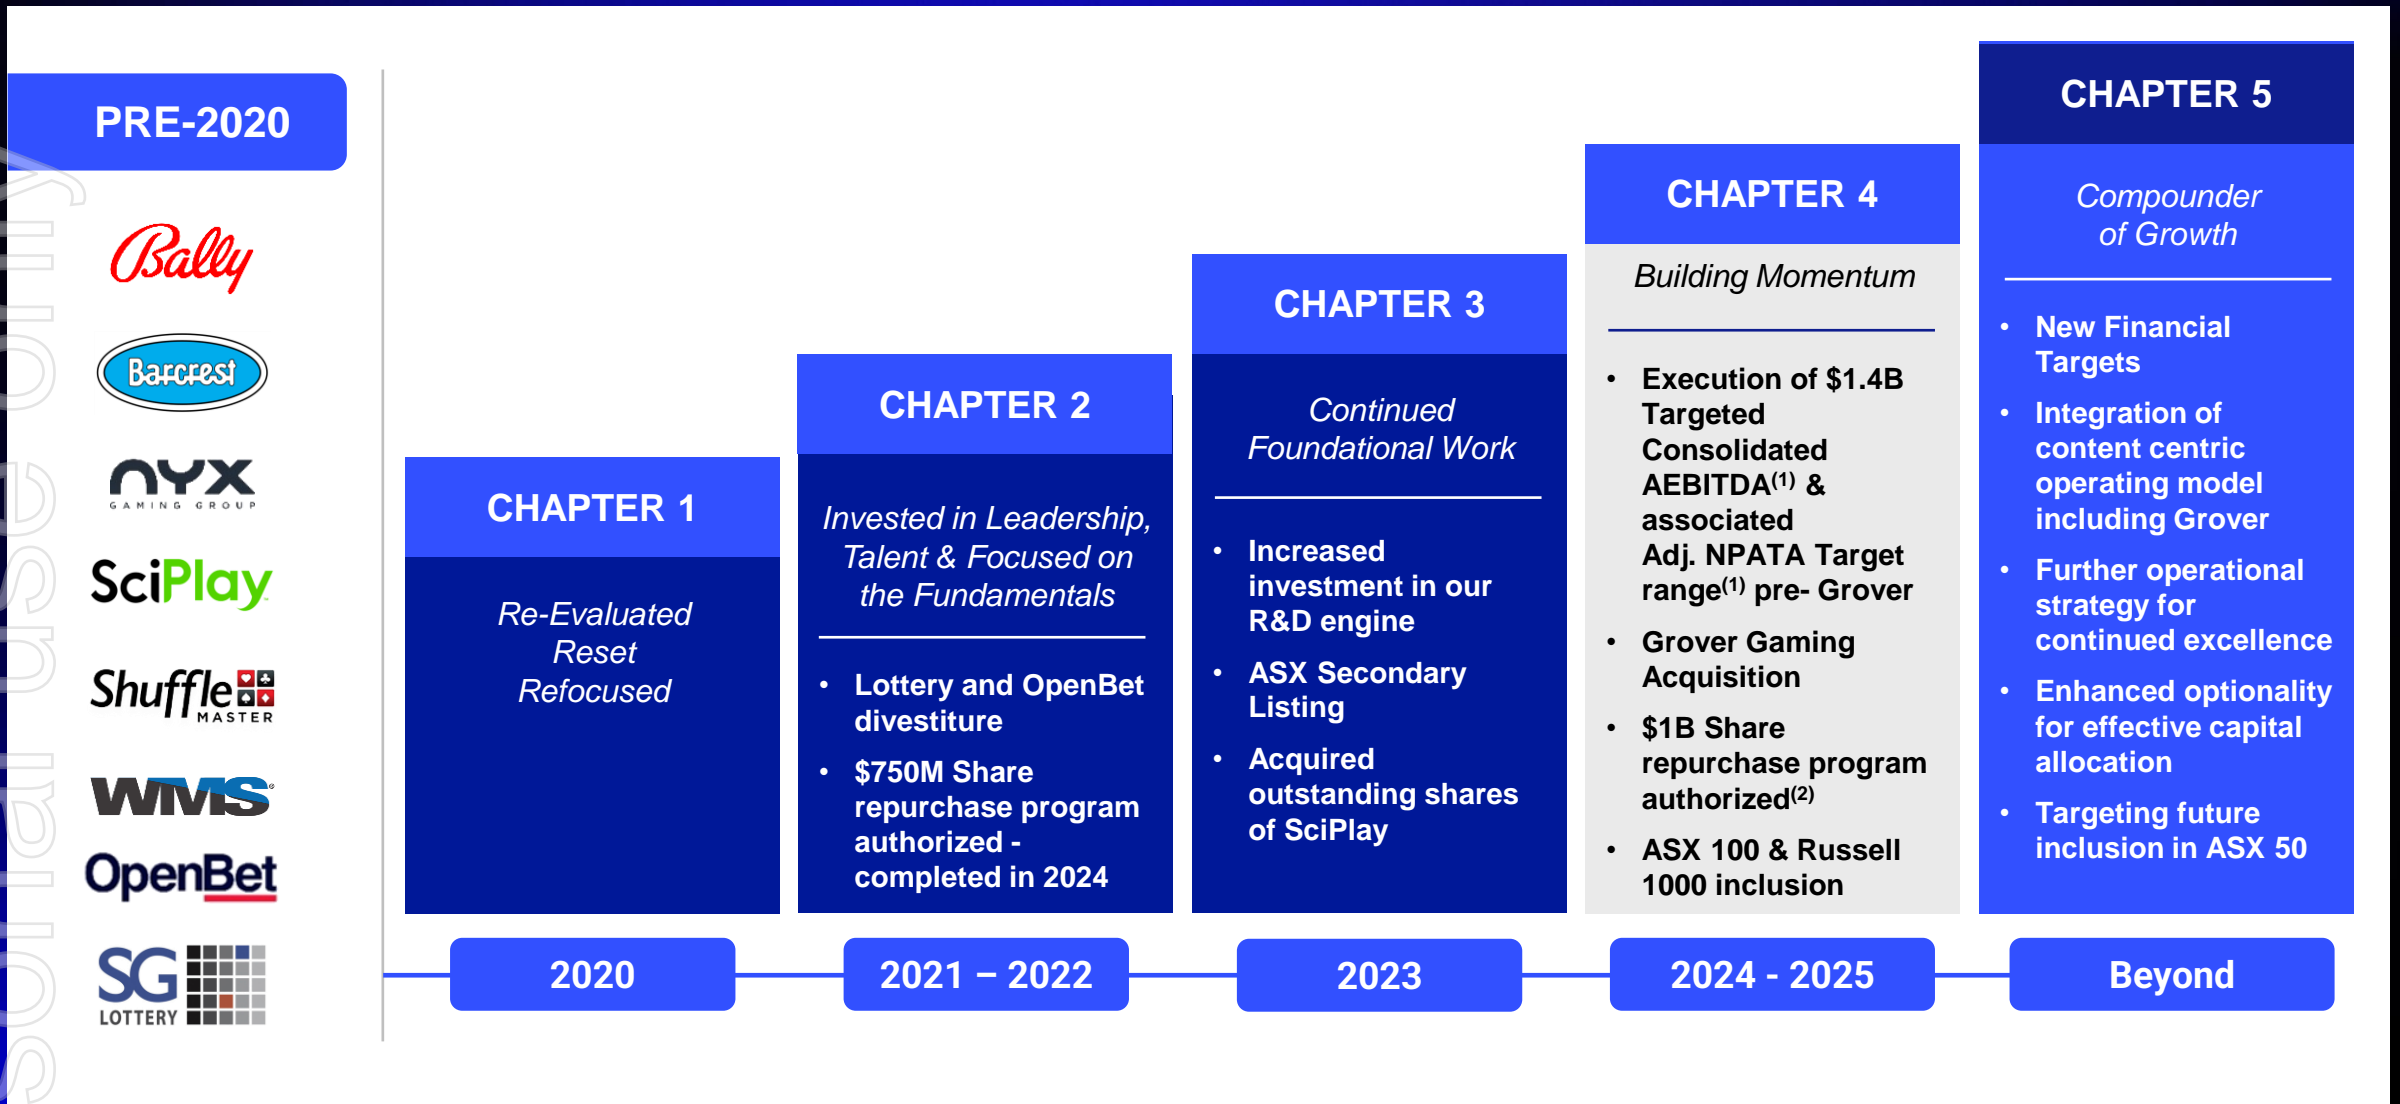 PRE-2020
Bally
Barcrest
NYX
GAMING GROUP
SciPlay
Shuffle
MASTER
WMS
OpenBet
SG
LOTTERY
CHAPTER 1
Re-Evaluated
Reset
Refocused
2020
CHAPTER 2
Invested in Leadership,
Talent & Focused on
the Fundamentals
• Lottery and OpenBet
divestiture
• $750M Share
repurchase program
authorized -
completed in 2024
2021 – 2022
CHAPTER 3
Continued
Foundational Work
• Increased
investment in our
R&D engine
• ASX Secondary
Listing
• Acquired
outstanding shares
of SciPlay
2023
CHAPTER 4
Building Momentum
• Execution of $1.4B
Targeted
Consolidated
AEBITDA(1) &
associated
Adj. NPATA Target
range(1) pre- Grover
• Grover Gaming
Acquisition
• $1B Share
repurchase program
authorized(2)
• ASX 100 & Russell
1000 inclusion
2024 - 2025
CHAPTER 5
Compounder
of Growth
• New Financial
Targets
• Integration of
content centric
operating model
including Grover
• Further operational
strategy for
continued excellence
• Enhanced optionality
for effective capital
allocation
• Targeting future
inclusion in ASX 50
Beyond
sonal use only